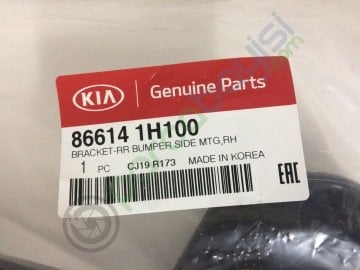 KIA Genuine Parts
86614 1H100
BRACKET-RR BUMPER SIDE MTG,RH
1 PC CJ19 R173 MADE IN KOREA
EAC